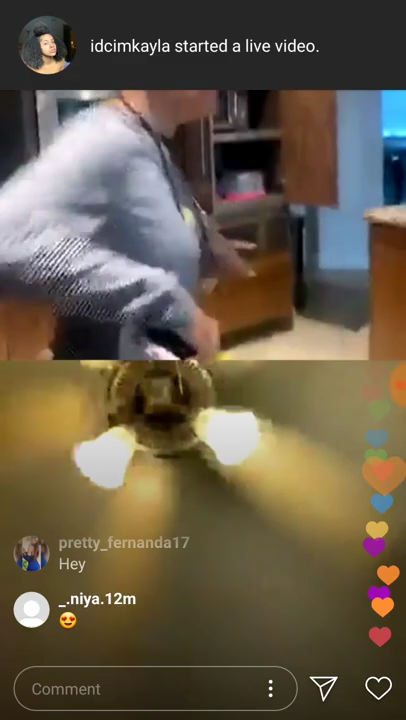 idcimkayla started a live video.
pretty_fernanda17
Hey
_.niya.12m
😍
Comment